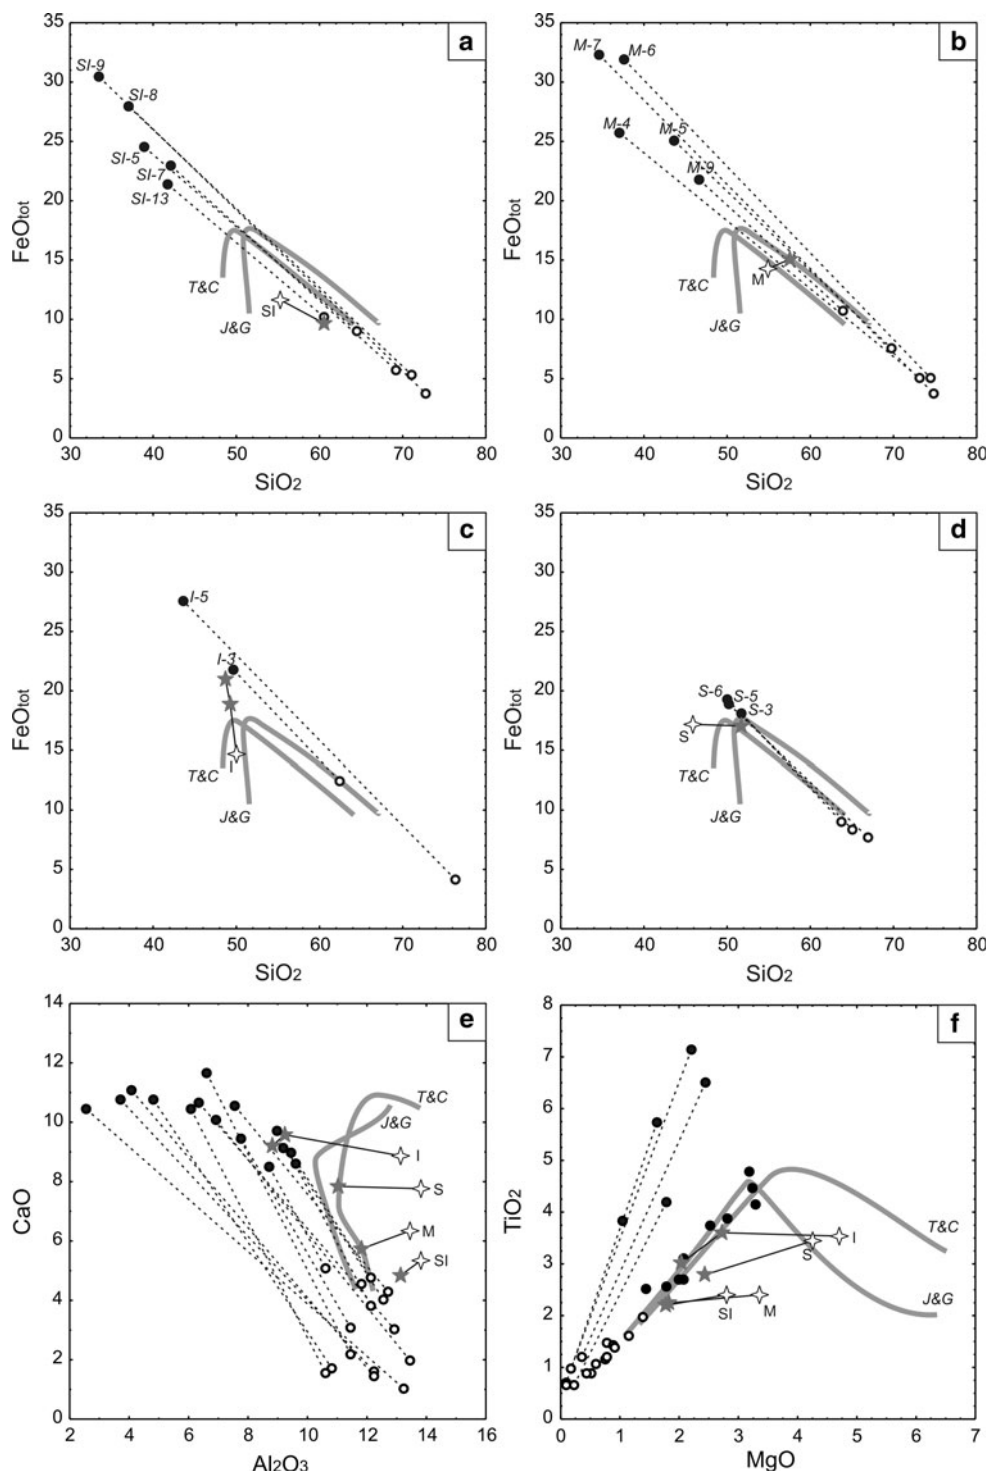 a
FeOtot
35
30
25
20
15
10
5
0
SI-9
SI-8
SI-5
SI-7
SI-13
T&C
J&G
SI
30 40 50 60 70 80
SiO2
b
FeOtot
35
30
25
20
15
10
5
0
M-7
M-6
M-4
M-5
M-9
T&C
J&G
M
30 40 50 60 70 80
SiO2
c
FeOtot
35
30
25
20
15
10
5
0
I-5
I-3
I
T&C
J&G
30 40 50 60 70 80
SiO2
d
FeOtot
35
30
25
20
15
10
5
0
S-6
S-5
S-3
S
T&C
J&G
30 40 50 60 70 80
SiO2
e
CaO
14
12
10
8
6
4
2
0
T&C
J&G
I
S
M
SI
2 4 6 8 10 12 14 16
Al2O3
f
TiO2
8
7
6
5
4
3
2
1
0
T&C
J&G
I
S
SI
M
0 1 2 3 4 5 6 7
MgO